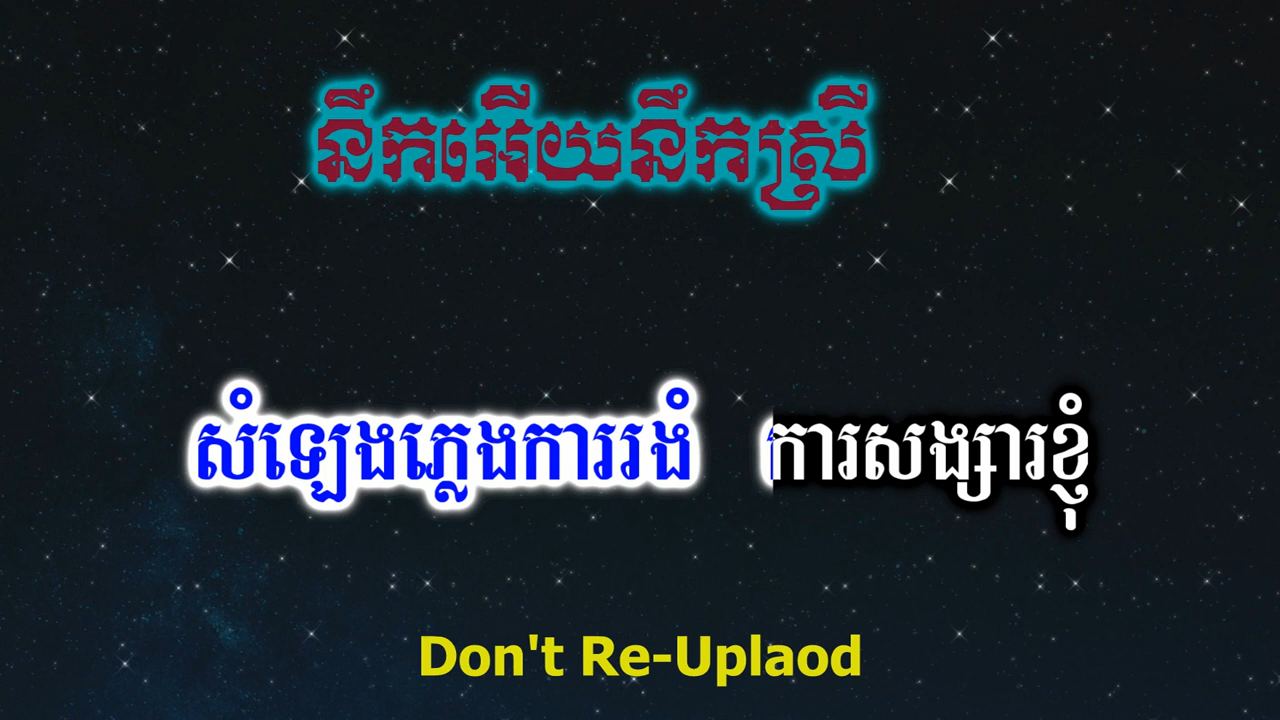 នឹកអើយនឹកស្រី
សំឡេងភ្លេងការរងំ ការសង្សារខ្ញុំ
Don't Re-Uplaod